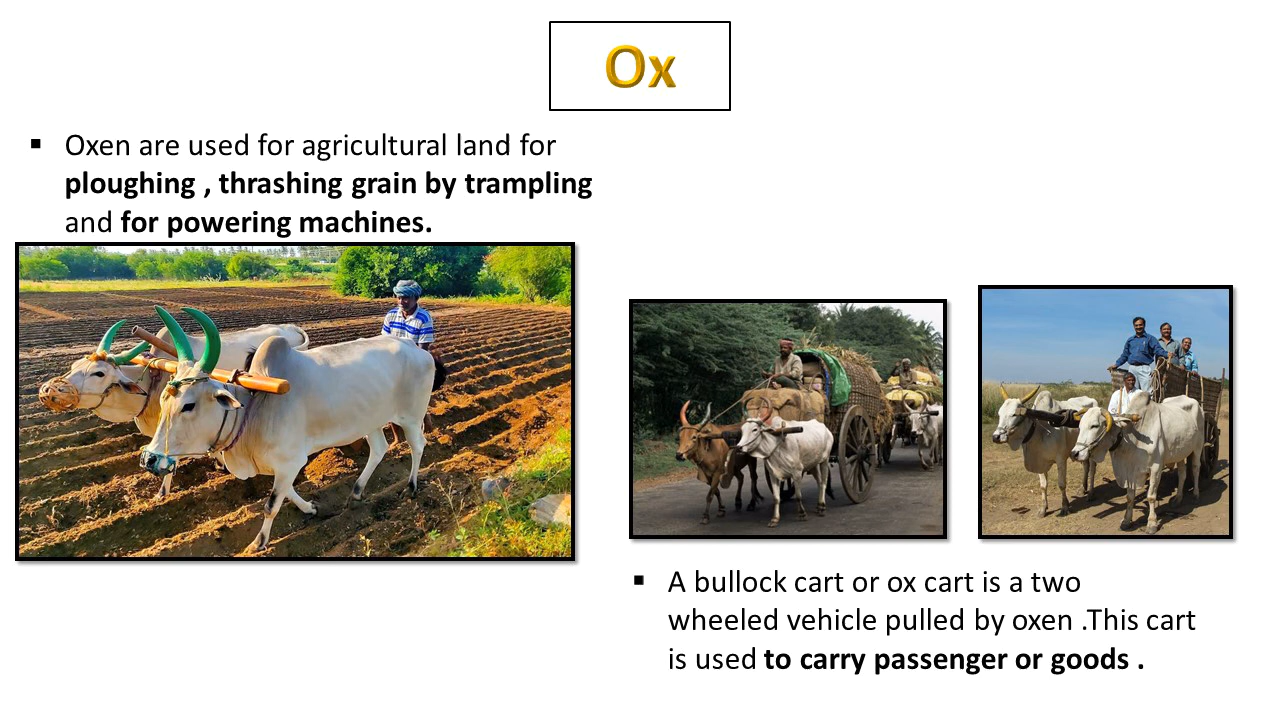 Ox
▪ Oxen are used for agricultural land for
ploughing , thrashing grain by trampling
and for powering machines.
▪ A bullock cart or ox cart is a two
wheeled vehicle pulled by oxen .This cart
is used to carry passenger or goods .